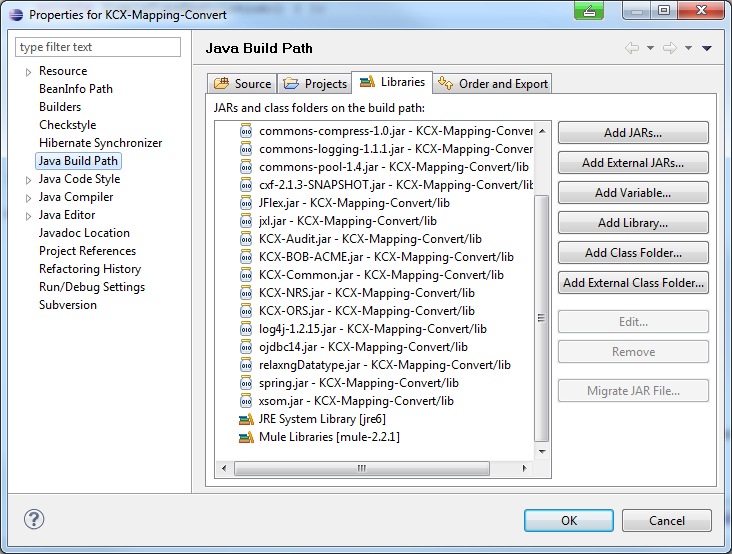 Properties for KCX-Mapping-Convert
type filter text
Resource
BeanInfo Path
Builders
Checkstyle
Hibernate Synchronizer
Java Build Path
Java Code Style
Java Compiler
Java Editor
Javadoc Location
Project References
Refactoring History
Run/Debug Settings
Subversion
Java Build Path
Source Projects Libraries Order and Export
JARs and class folders on the build path:
commons-compress-1.0.jar - KCX-Mapping-Conver
commons-logging-1.1.1.jar - KCX-Mapping-Conver
commons-pool-1.4.jar - KCX-Mapping-Convert/lib
cxf-2.1.3-SNAPSHOT.jar - KCX-Mapping-Convert/
JFlex.jar - KCX-Mapping-Convert/lib
jxl.jar - KCX-Mapping-Convert/lib
KCX-Audit.jar - KCX-Mapping-Convert/lib
KCX-BOB-ACME.jar - KCX-Mapping-Convert/lib
KCX-Common.jar - KCX-Mapping-Convert/lib
KCX-NRS.jar - KCX-Mapping-Convert/lib
KCX-ORS.jar - KCX-Mapping-Convert/lib
log4j-1.2.15.jar - KCX-Mapping-Convert/lib
ojdbc14.jar - KCX-Mapping-Convert/lib
relaxngDatatype.jar - KCX-Mapping-Convert/lib
spring.jar - KCX-Mapping-Convert/lib
xsom.jar - KCX-Mapping-Convert/lib
JRE System Library [jre6]
Mule Libraries [mule-2.2.1]
Add JARs...
Add External JARs...
Add Variable...
Add Library...
Add Class Folder...
Add External Class Folder...
Edit...
Remove
Migrate JAR File...
OK
Cancel